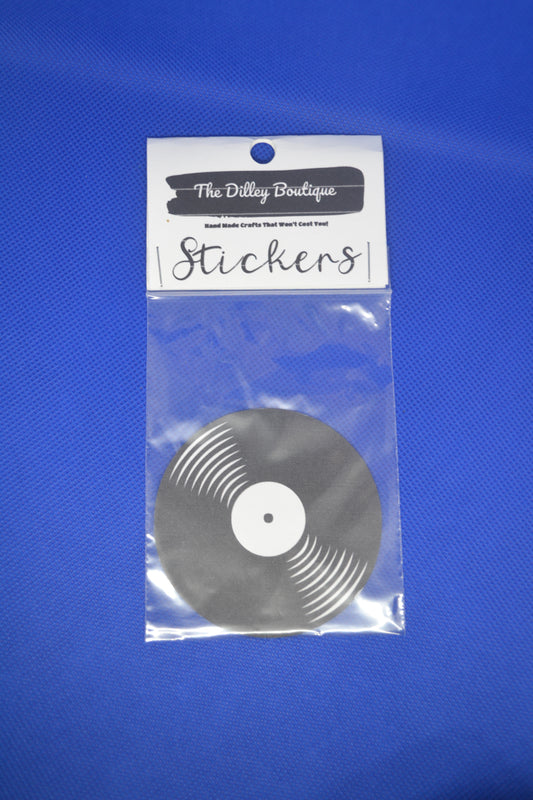 The Dilley Boutique
Hand Made Crafts That Won't Cost You!
Stickers